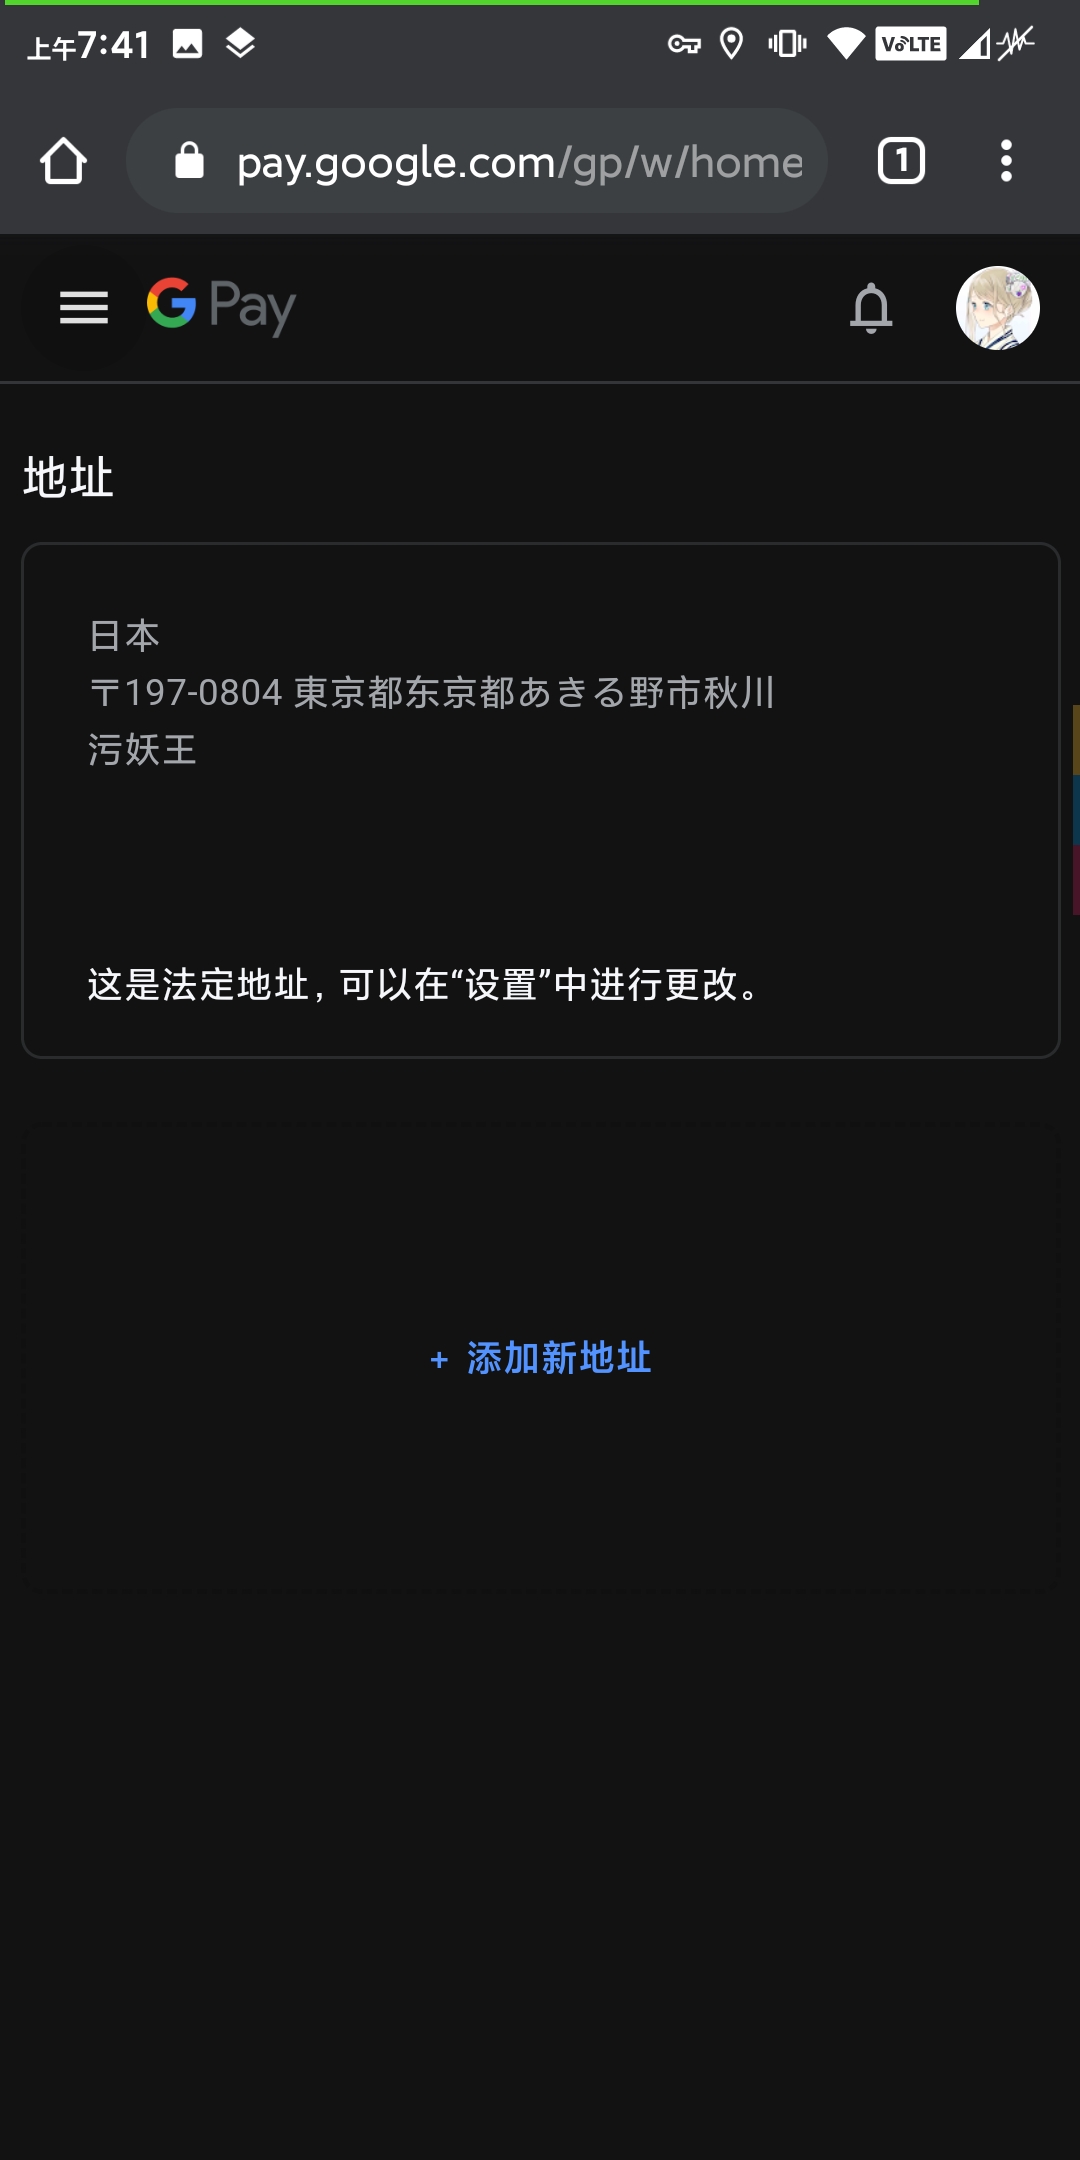 上午7:41
VoLTE
pay.google.com/gp/w/home
1
G Pay
地址
日本
〒197-0804 東京都东京都あきる野市秋川
污妖王
这是法定地址，可以在“设置”中进行更改。
+ 添加新地址